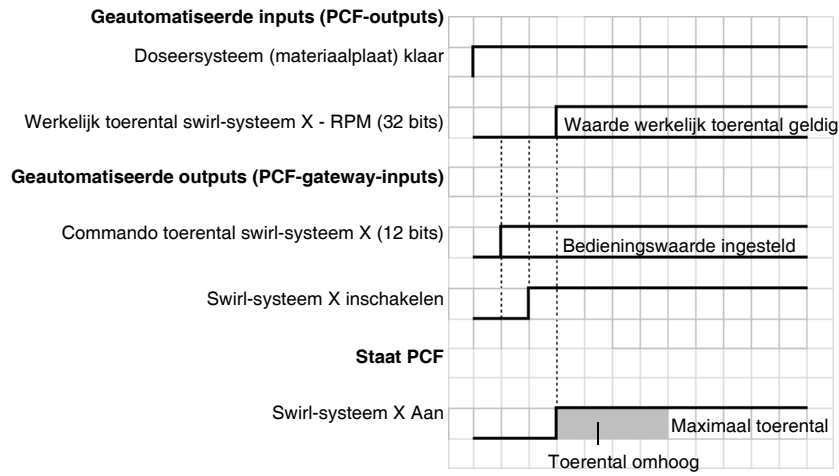 Geautomatiseerde inputs (PCF-outputs)
Doseersysteem (materiaalplaat) klaar
Werkelijk toerental swirl-systeem X - RPM (32 bits)
Waarde werkelijk toerental geldig
Geautomatiseerde outputs (PCF-gateway-inputs)
Commando toerental swirl-systeem X (12 bits)
Bedieningswaarde ingesteld
Swirl-systeem X inschakelen
Staat PCF
Swirl-systeem X Aan
Maximaal toerental
Toerental omhoog